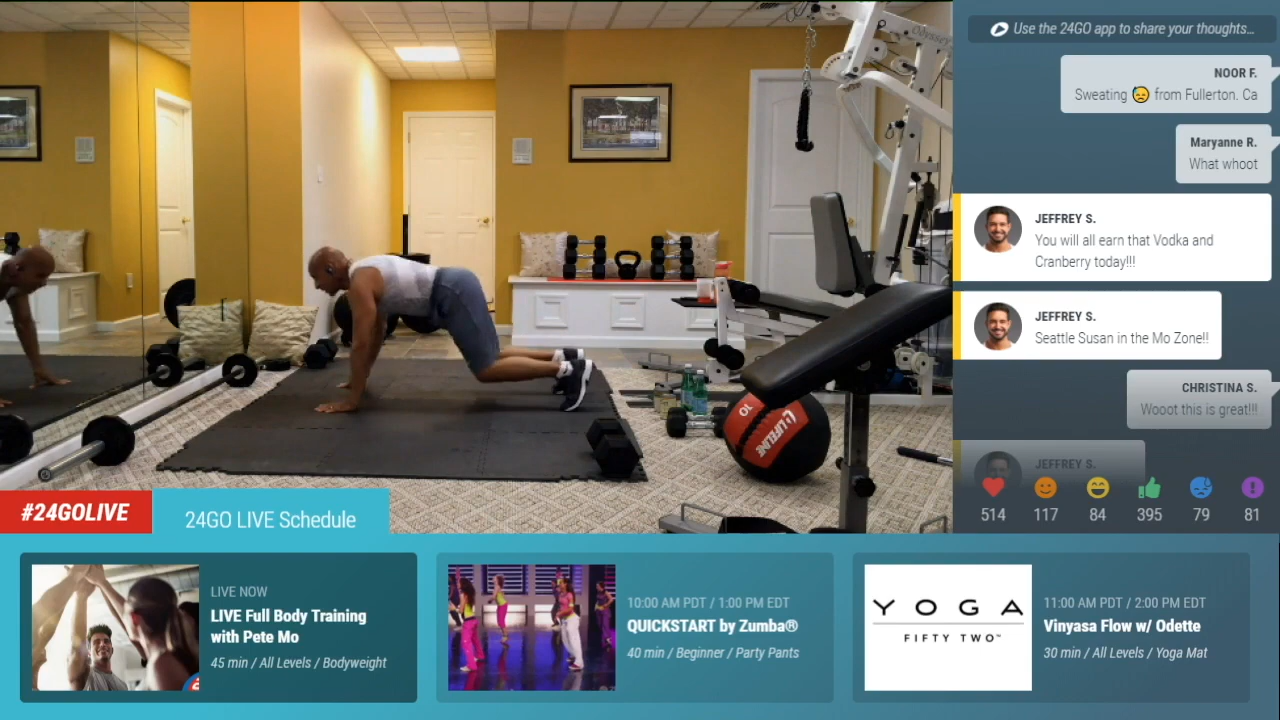 Odyssey
10
LIFELINE
Use the 24GO app to share your thoughts...
NOOR F.
Sweating 😓 from Fullerton. Ca
Maryanne R.
What whoot
JEFFREY S.
You will all earn that Vodka and
Cranberry today!!!
JEFFREY S.
Seattle Susan in the Mo Zone!!
CHRISTINA S.
Wooot this is great!!!
JEFFREY S.
514 117 84 395 79 81
#24GOLIVE
24GO LIVE Schedule
LIVE NOW
LIVE Full Body Training
with Pete Mo
45 min / All Levels / Bodyweight
10:00 AM PDT / 1:00 PM EDT
QUICKSTART by Zumba®
40 min / Beginner / Party Pants
YOGA
FIFTY TWO™
11:00 AM PDT / 2:00 PM EDT
Vinyasa Flow w/ Odette
30 min / All Levels / Yoga Mat